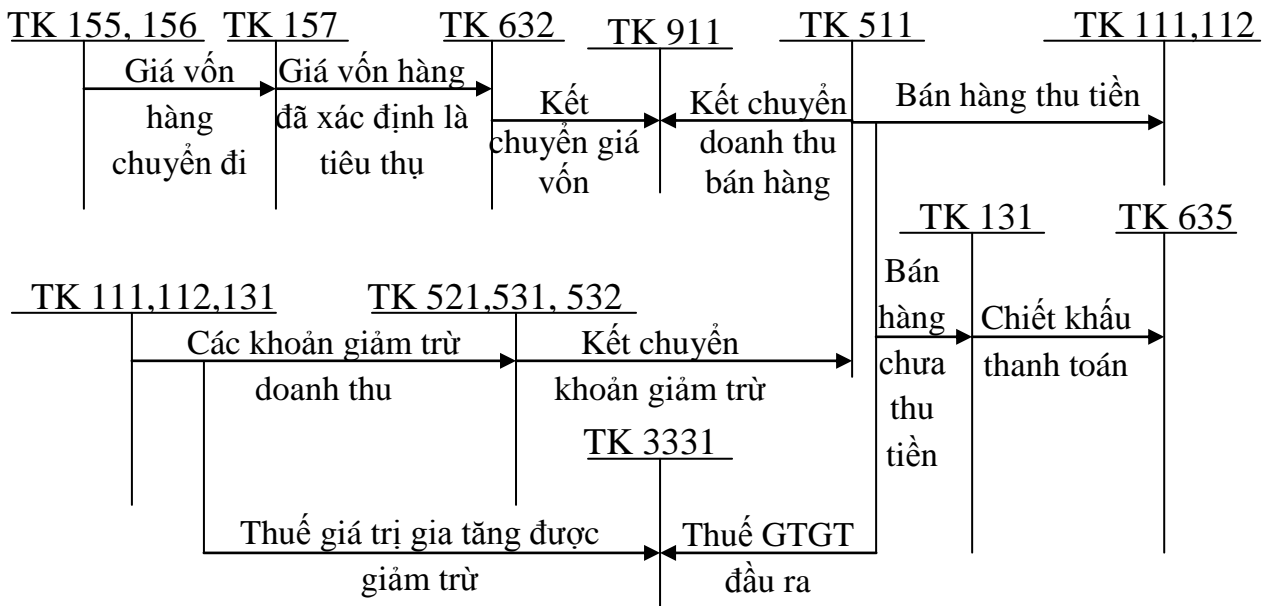 TK 155, 156
TK 157
TK 632
TK 911
TK 511
TK 111,112
Giá vốn
hàng
chuyển đi
Giá vốn hàng
đã xác định là
tiêu thụ
Kết
chuyển giá
vốn
Kết chuyển
doanh thu
bán hàng
Bán hàng thu tiền
TK 131
TK 635
Bán
hàng
chưa
thu
tiền
Chiết khấu
thanh toán
TK 111,112,131
TK 521,531, 532
Các khoản giảm trừ
doanh thu
Kết chuyển
khoản giảm trừ
TK 3331
Thuế giá trị gia tăng được
giảm trừ
Thuế GTGT
đầu ra